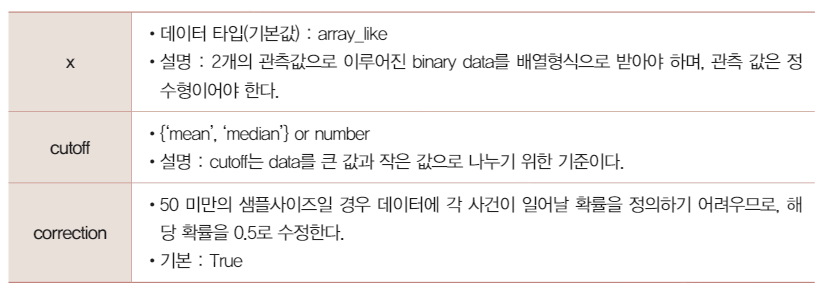 x
• 데이터 타입(기본값) : array_like
• 설명 : 2개의 관측값으로 이루어진 binary data를 배열형식으로 받아야 하며, 관측 값은 정
수형이어야 한다.
cutoff
• {‘mean’, ‘median’} or number
• 설명 : cutoff는 data를 큰 값과 작은 값으로 나누기 위한 기준이다.
correction
• 50 미만의 샘플사이즈일 경우 데이터에 각 사건이 일어날 확률을 정의하기 어려우므로, 해
당 확률을 0.5로 수정한다.
• 기본 : True